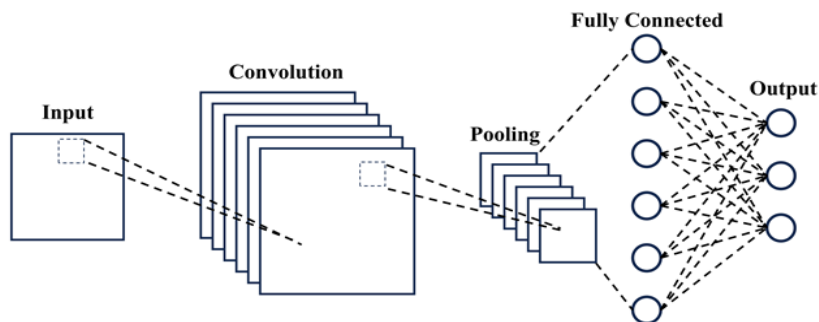 Input
Convolution
Pooling
Fully Connected
Output